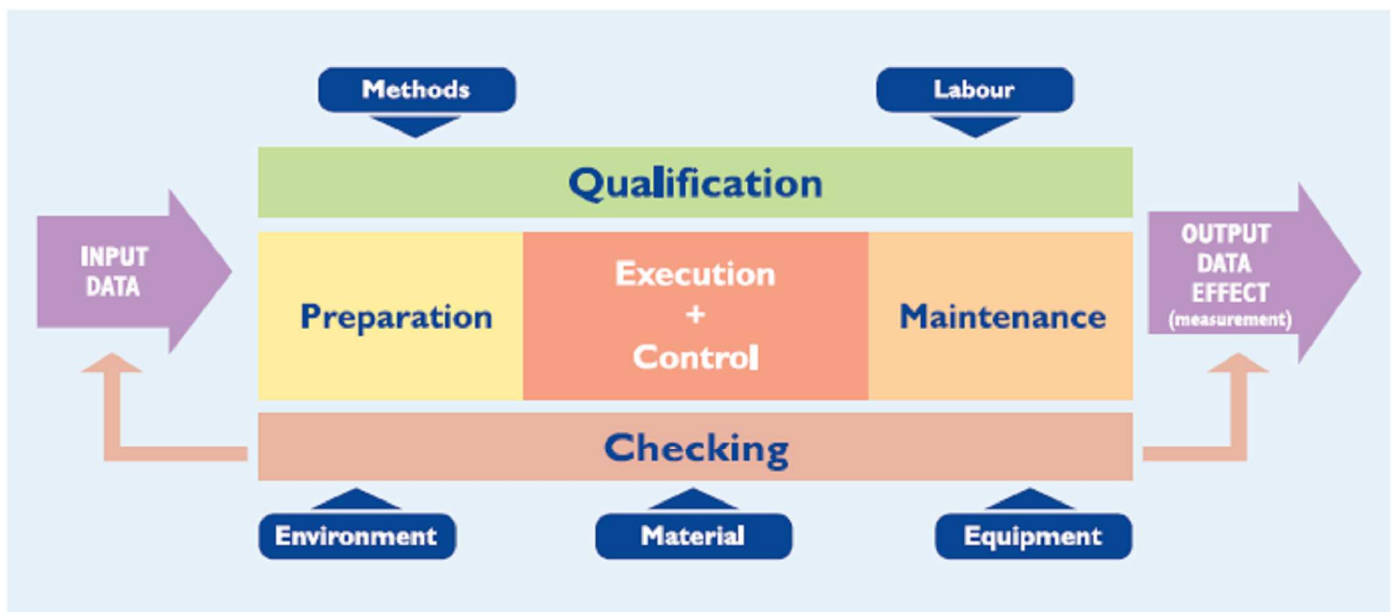 Methods
Labour
Qualification
INPUT
DATA
Preparation
Execution
+
Control
Maintenance
OUTPUT
DATA
EFFECT
(measurement)
Checking
Environment
Material
Equipment